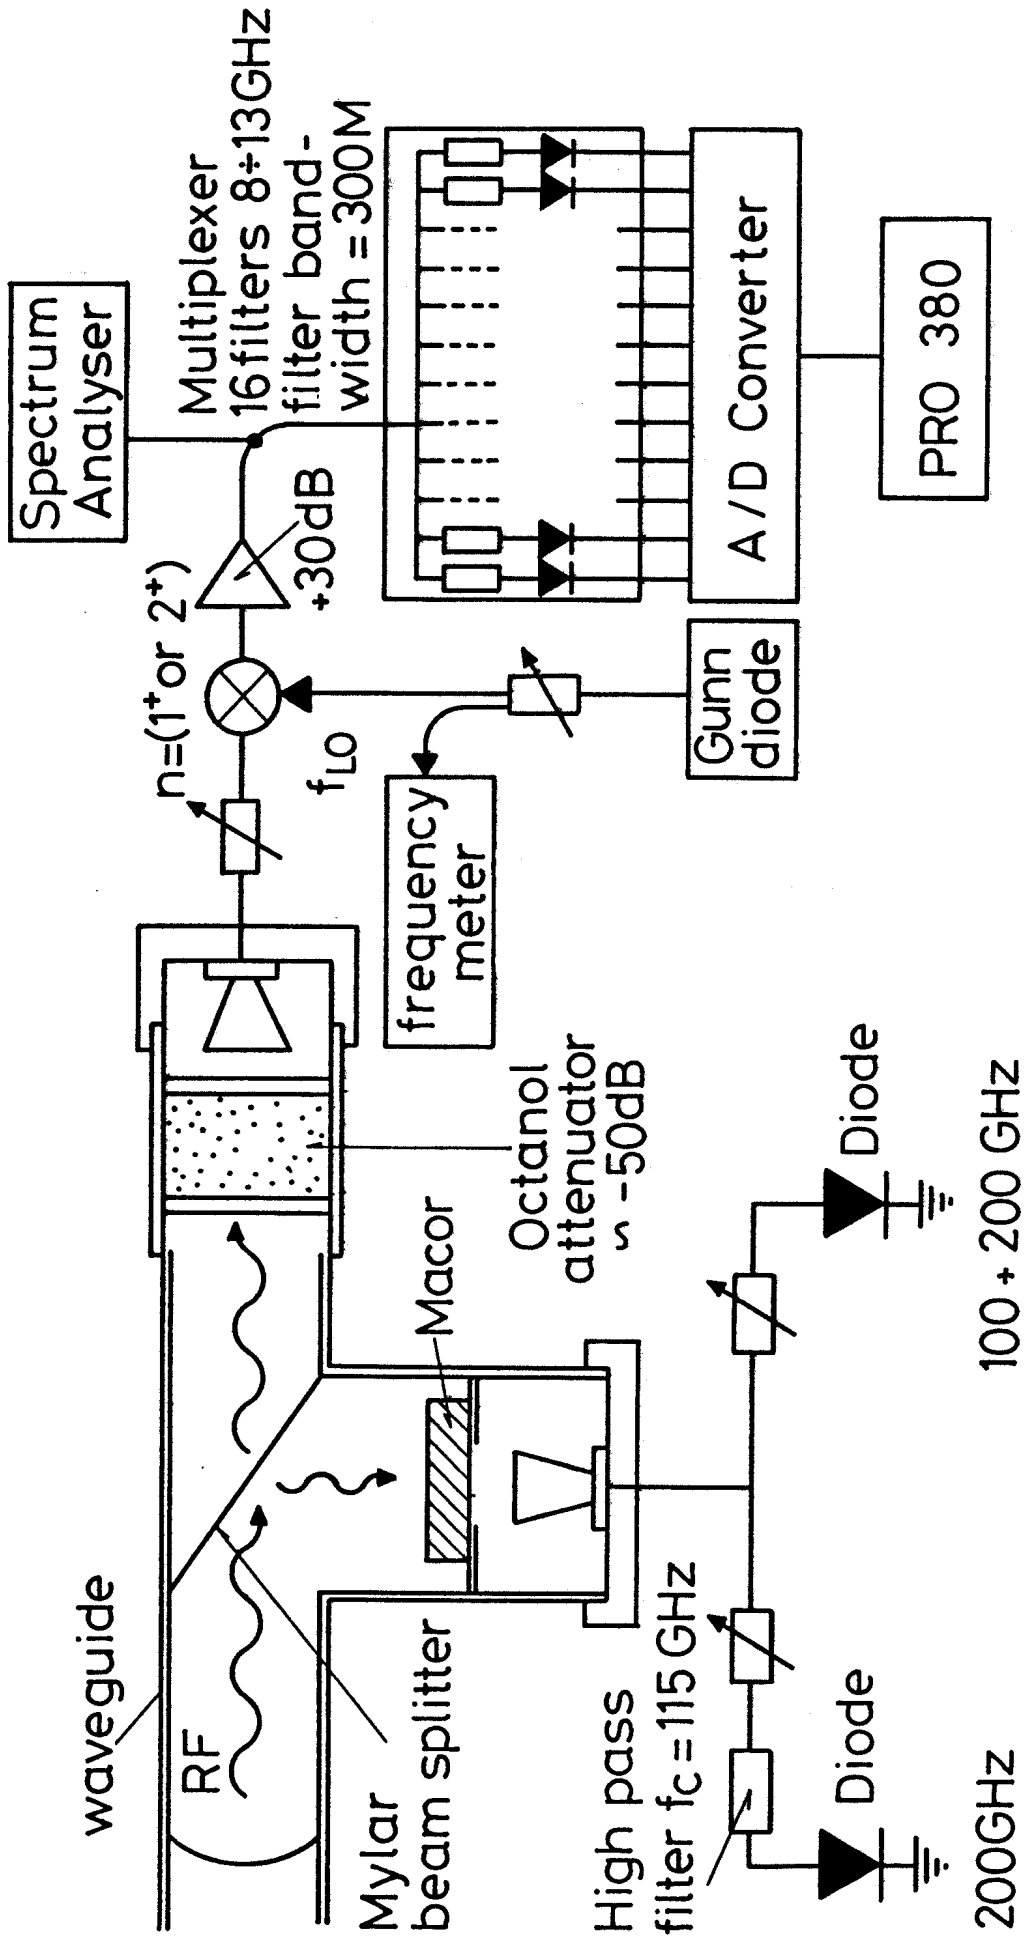 waveguide
RF
Mylar
beam splitter
Macor
Octanol
attenuator
~ -50dB
High pass
filter fc = 115 GHz
Diode
200GHz
Diode
100 + 200 GHz
n=(1+ or 2+)
fLO
frequency
meter
Gunn
diode
+30dB
Spectrum
Analyser
Multiplexer
16 filters 8÷13GHz
filter band-
width = 300M
A/D Converter
PRO 380